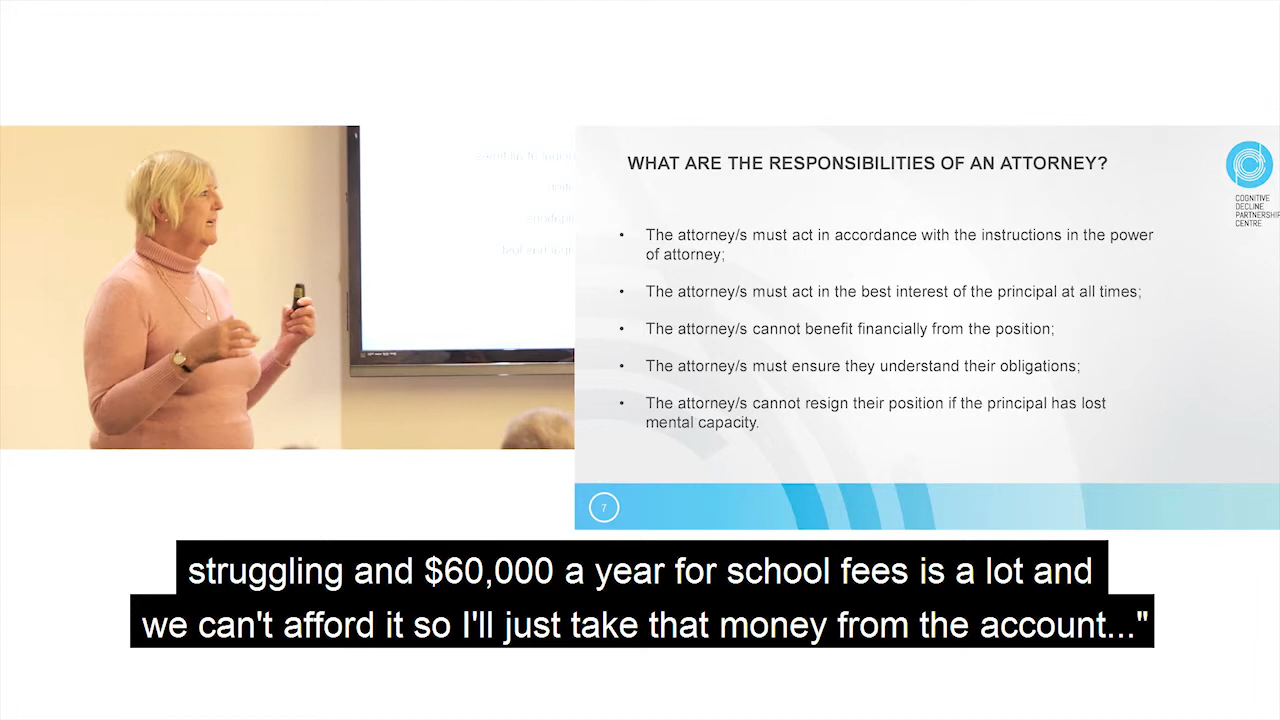 WHAT ARE THE RESPONSIBILITIES OF AN ATTORNEY?
COGNITIVE
DECLINE
PARTNERSHIP
CENTRE
• The attorney/s must act in accordance with the instructions in the power
of attorney;
• The attorney/s must act in the best interest of the principal at all times;
• The attorney/s cannot benefit financially from the position;
• The attorney/s must ensure they understand their obligations;
• The attorney/s cannot resign their position if the principal has lost
mental capacity.
7
struggling and $60,000 a year for school fees is a lot and
we can't afford it so I'll just take that money from the account..."